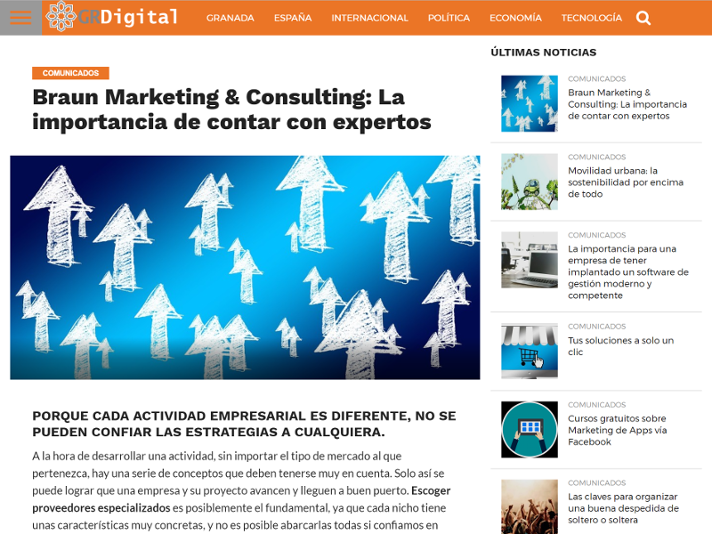 GRDigital
GRANADA
ESPAÑA
INTERNACIONAL
POLÍTICA
ECONOMÍA
TECNOLOGÍA
COMUNICADOS
Braun Marketing & Consulting: La
importancia de contar con expertos
PORQUE CADA ACTIVIDAD EMPRESARIAL ES DIFERENTE, NO SE
PUEDEN CONFIAR LAS ESTRATEGIAS A CUALQUIERA.
A la hora de desarrollar una actividad, sin importar el tipo de mercado al que
pertenezca, hay una serie de conceptos que deben tenerse muy en cuenta. Solo así se
puede lograr que una empresa y su proyecto avancen y lleguen a buen puerto. Escoger
proveedores especializados es posiblemente el fundamental, ya que cada nicho tiene
unas características muy concretas, y no es posible abarcarlas todas si confiamos en
ÚLTIMAS NOTICIAS
COMUNICADOS
Braun Marketing &
Consulting: La importancia
de contar con expertos
COMUNICADOS
Movilidad urbana: la
sostenibilidad por encima
de todo
COMUNICADOS
La importancia para una
empresa de tener
implantado un software de
gestión moderno y
competente
COMUNICADOS
Tus soluciones a solo un
clic
COMUNICADOS
Cursos gratuitos sobre
Marketing de Apps vía
Facebook
COMUNICADOS
Las claves para organizar
una buena despedida de
soltero o soltera